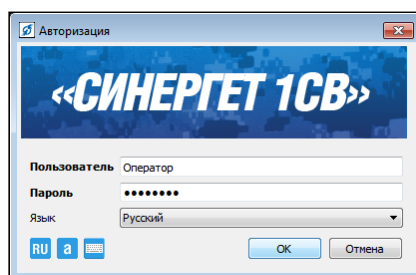 Авторизация
«СИНЕРГЕТ 1СВ»
Пользователь Оператор
Пароль ••••••••
Язык Русский
RU a OK Отмена